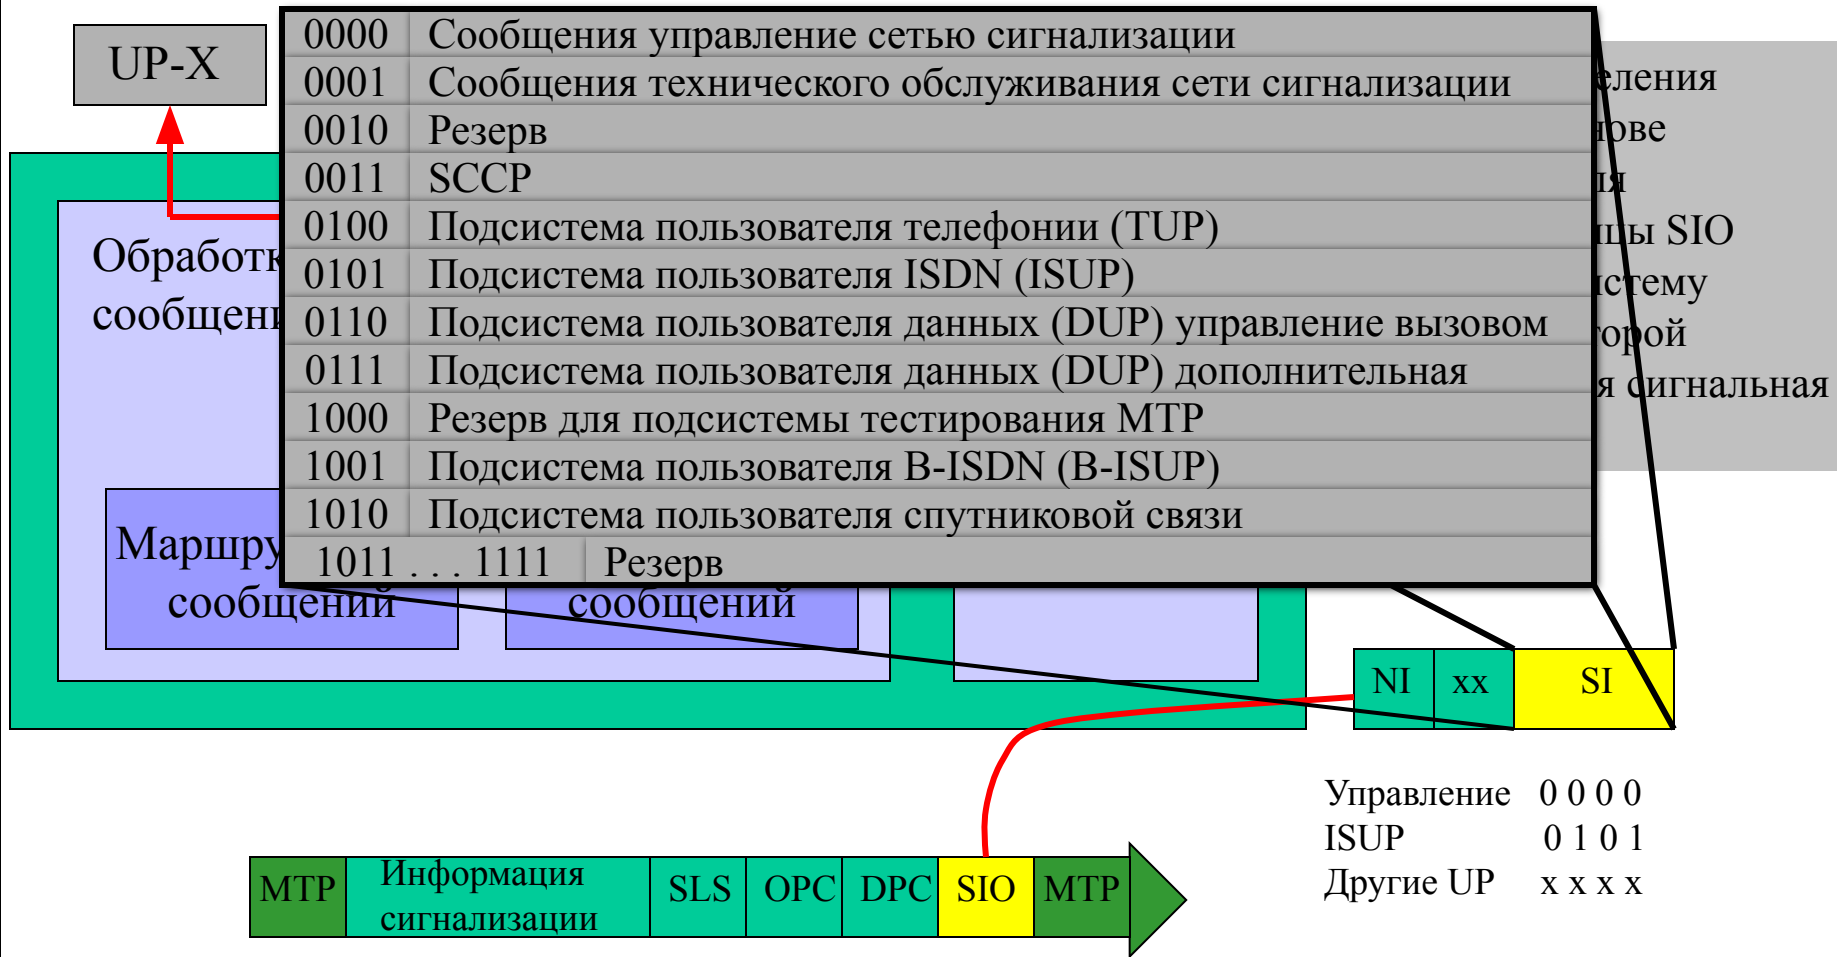 UP-X
0000 Сообщения управление сетью сигнализации
0001 Сообщения технического обслуживания сети сигнализации
0010 Резерв
0011 SCCP
0100 Подсистема пользователя телефонии (TUP)
0101 Подсистема пользователя ISDN (ISUP)
0110 Подсистема пользователя данных (DUP) управление вызовом
0111 Подсистема пользователя данных (DUP) дополнительная
1000 Резерв для подсистемы тестирования МТР
1001 Подсистема пользователя B-ISDN (B-ISUP)
1010 Подсистема пользователя спутниковой связи
1011 . . . 1111 Резерв
SIO
сигнальная
сообщений
сообщений
NI xx SI
Управление 0 0 0 0
ISUP 0 1 0 1
Другие UP x x x x
MTP
Информация
сигнализации
SLS OPC DPC SIO MTP